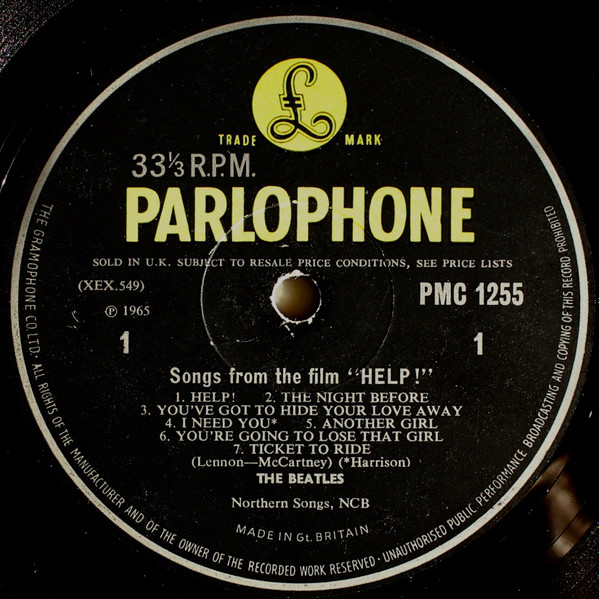 £
TRADE MARK
33⅓ R.P.M.
PARLOPHONE
SOLD IN U.K. SUBJECT TO RESALE PRICE CONDITIONS, SEE PRICE LISTS
(XEX.549)
PMC 1255
℗ 1965
1 1
Songs from the film "HELP!"
1. HELP! 2. THE NIGHT BEFORE
3. YOU'VE GOT TO HIDE YOUR LOVE AWAY
4. I NEED YOU* 5. ANOTHER GIRL
6. YOU'RE GOING TO LOSE THAT GIRL
7. TICKET TO RIDE
(Lennon—McCartney) (*Harrison)
THE BEATLES
Northern Songs, NCB
MADE IN Gt. BRITAIN
THE GRAMOPHONE CO. LTD. · ALL RIGHTS OF THE MANUFACTURER AND OF THE OWNER OF THE RECORDED WORK RESERVED · UNAUTHORISED PUBLIC PERFORMANCE BROADCASTING AND COPYING OF THIS RECORD PROHIBITED